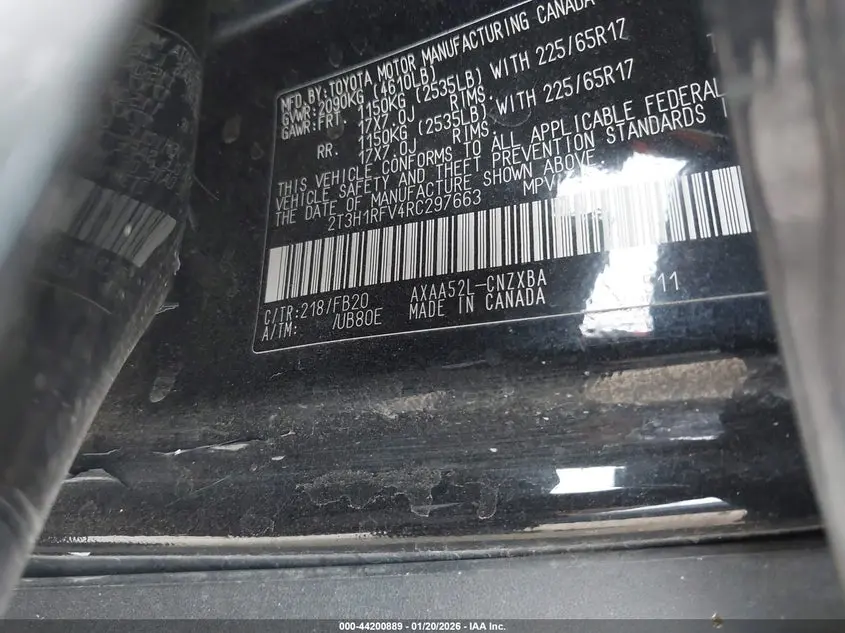 MFD.BY:TOYOTA MOTOR MANUFACTURING CANADA
GVWR: 2090KG (4610LB)
GAWR:FRT. 1150KG (2535LB) WITH 225/65R17
17X7.0J RIMS.
RR. 1150KG (2535LB) WITH 225/65R17
17X7.0J RIMS.
THIS VEHICLE CONFORMS TO ALL APPLICABLE FEDERAL
VEHICLE SAFETY AND THEFT PREVENTION STANDARDS
THE DATE OF MANUFACTURE SHOWN ABOVE.
2T3H1RFV4RC297663 MPV
C/TR:218/FB20 AXAA52L-CNZXBA
A/TM: /UB80E MADE IN CANADA
11
000-44200889 | 01/20/2026 | IAA Inc.